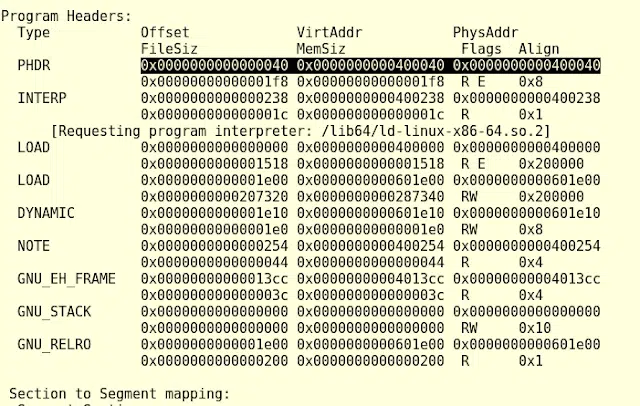 Program Headers:
Type Offset VirtAddr PhysAddr
FileSiz MemSiz Flags Align
PHDR 0x0000000000000040 0x0000000000400040 0x0000000000400040
0x00000000000001f8 0x00000000000001f8 R E 0x8
INTERP 0x0000000000000238 0x0000000000400238 0x0000000000400238
0x000000000000001c 0x000000000000001c R 0x1
[Requesting program interpreter: /lib64/ld-linux-x86-64.so.2]
LOAD 0x0000000000000000 0x0000000000400000 0x0000000000400000
0x0000000000001518 0x0000000000001518 R E 0x200000
LOAD 0x0000000000001e00 0x0000000000601e00 0x0000000000601e00
0x0000000000207320 0x0000000000287340 RW 0x200000
DYNAMIC 0x0000000000001e10 0x0000000000601e10 0x0000000000601e10
0x00000000000001e0 0x00000000000001e0 RW 0x8
NOTE 0x0000000000000254 0x0000000000400254 0x0000000000400254
0x0000000000000044 0x0000000000000044 R 0x4
GNU_EH_FRAME 0x00000000000013cc 0x00000000004013cc 0x00000000004013cc
0x000000000000003c 0x000000000000003c R 0x4
GNU_STACK 0x0000000000000000 0x0000000000000000 0x0000000000000000
0x0000000000000000 0x0000000000000000 RW 0x10
GNU_RELRO 0x0000000000001e00 0x0000000000601e00 0x0000000000601e00
0x0000000000000200 0x0000000000000200 R 0x1
Section to Segment mapping: